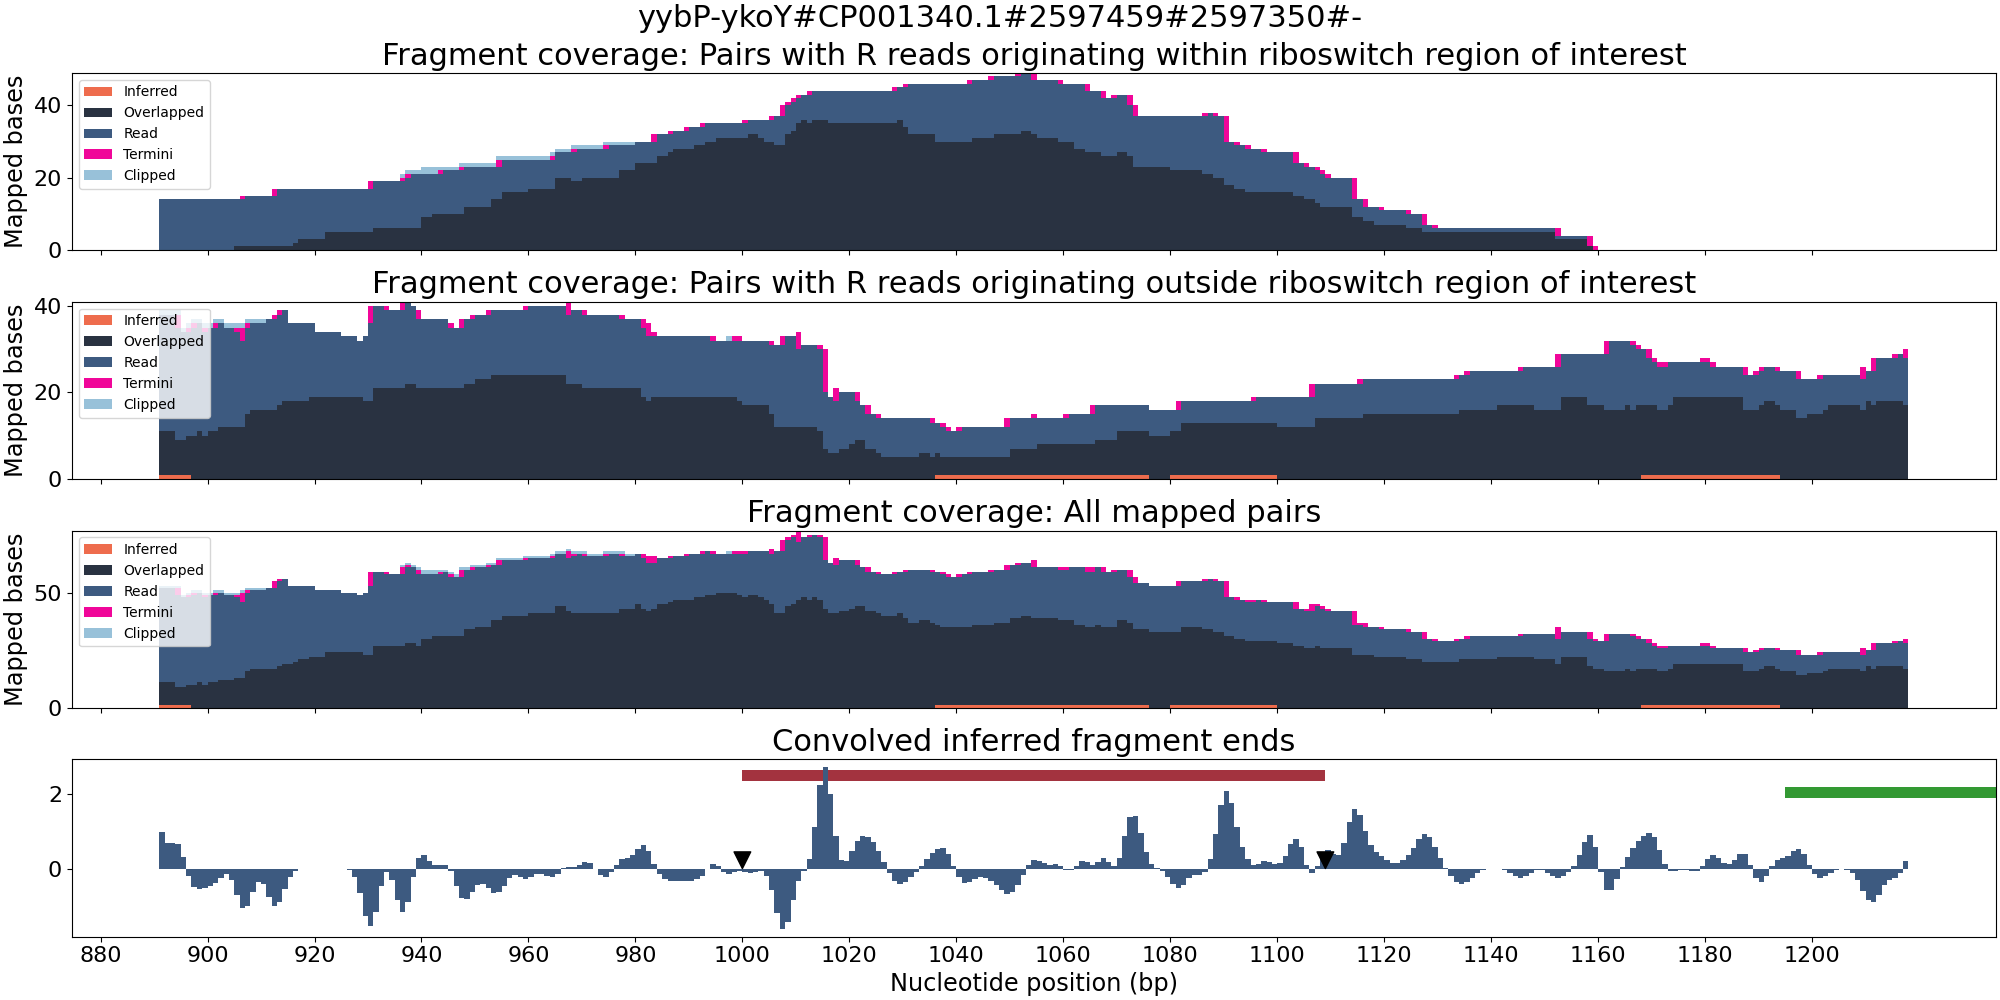 yybP-ykoY#CP001340.1#2597459#2597350#-
Fragment coverage: Pairs with R reads originating within riboswitch region of interest
Mapped bases
40
20
0
Inferred
Overlapped
Read
Termini
Clipped
Fragment coverage: Pairs with R reads originating outside riboswitch region of interest
Mapped bases
40
20
0
Inferred
Overlapped
Read
Termini
Clipped
Fragment coverage: All mapped pairs
Mapped bases
50
0
Inferred
Overlapped
Read
Termini
Clipped
Convolved inferred fragment ends
2
0
880 900 920 940 960 980 1000 1020 1040 1060 1080 1100 1120 1140 1160 1180 1200
Nucleotide position (bp)